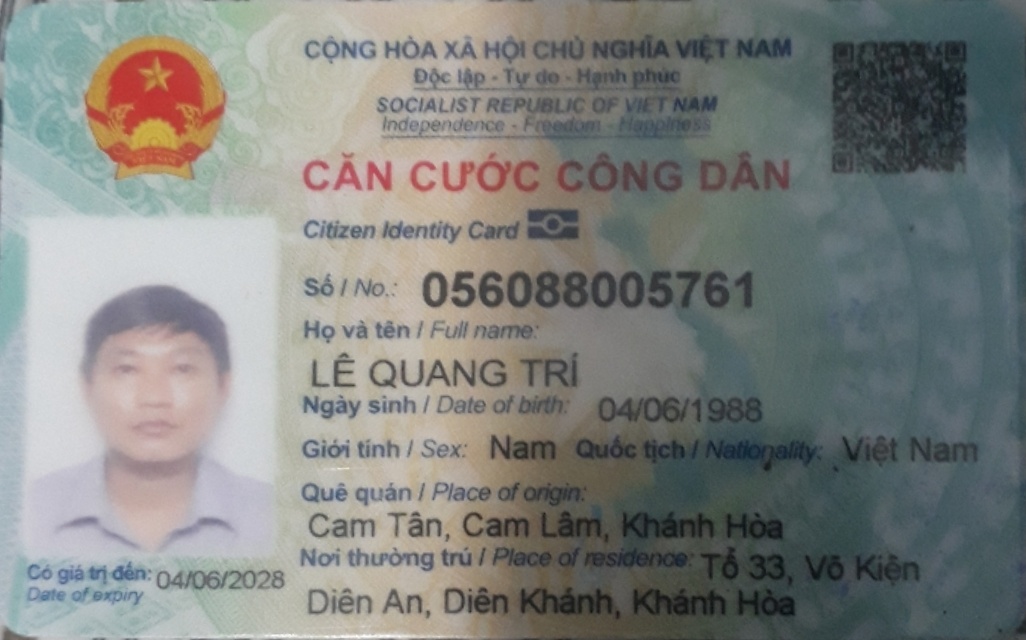 CỘNG HÒA XÃ HỘI CHỦ NGHĨA VIỆT NAM
Độc lập - Tự do - Hạnh phúc
SOCIALIST REPUBLIC OF VIET NAM
Independence - Freedom - Happiness
CĂN CƯỚC CÔNG DÂN
Citizen Identity Card
Số / No.: 056088005761
Họ và tên / Full name:
LÊ QUANG TRÍ
Ngày sinh / Date of birth: 04/06/1988
Giới tính / Sex: Nam Quốc tịch / Nationality: Việt Nam
Quê quán / Place of origin:
Cam Tân, Cam Lâm, Khánh Hòa
Nơi thường trú / Place of residence: Tổ 33, Võ Kiện
Diên An, Diên Khánh, Khánh Hòa
Có giá trị đến: 04/06/2028
Date of expiry